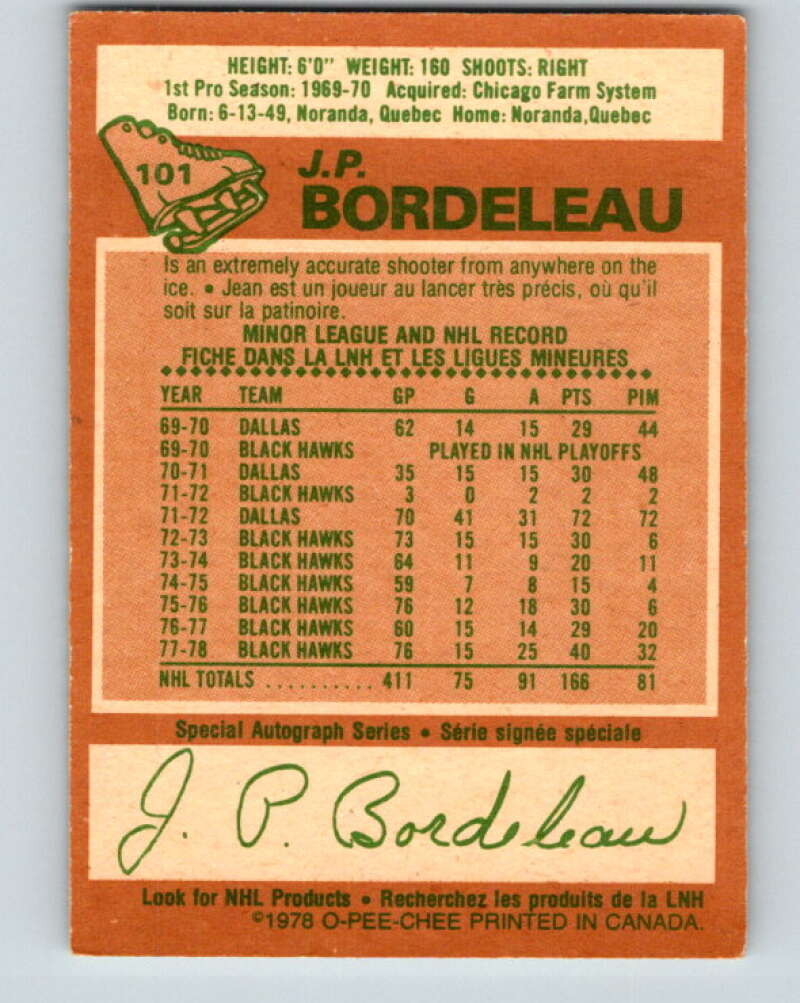 HEIGHT: 6'0" WEIGHT: 160 SHOOTS: RIGHT
1st Pro Season: 1969-70 Acquired: Chicago Farm System
Born: 6-13-49, Noranda, Quebec Home: Noranda, Quebec
101
J.P.
BORDELEAU
Is an extremely accurate shooter from anywhere on the
ice. • Jean est un joueur au lancer très précis, où qu'il
soit sur la patinoire.
MINOR LEAGUE AND NHL RECORD
FICHE DANS LA LNH ET LES LIGUES MINEURES
YEAR TEAM GP G A PTS PIM
69-70 DALLAS 62 14 15 29 44
69-70 BLACK HAWKS PLAYED IN NHL PLAYOFFS
70-71 DALLAS 35 15 15 30 48
71-72 BLACK HAWKS 3 0 2 2 2
71-72 DALLAS 70 41 31 72 72
72-73 BLACK HAWKS 73 15 15 30 6
73-74 BLACK HAWKS 64 11 9 20 11
74-75 BLACK HAWKS 59 7 8 15 4
75-76 BLACK HAWKS 76 12 18 30 6
76-77 BLACK HAWKS 60 15 14 29 20
77-78 BLACK HAWKS 76 15 25 40 32
NHL TOTALS .......... 411 75 91 166 81
Special Autograph Series • Série signée spéciale
J. P. Bordeleau
Look for NHL Products • Recherchez les produits de la LNH
©1978 O-PEE-CHEE PRINTED IN CANADA.